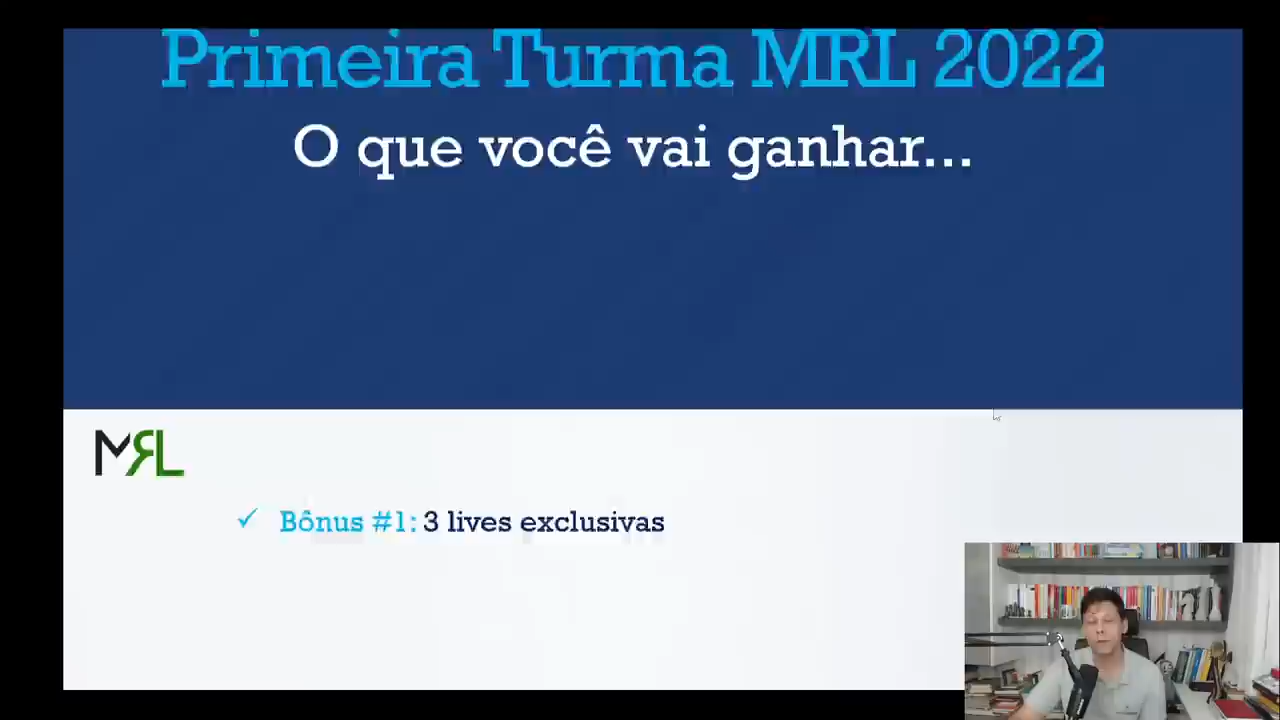 Primeira Turma MRL 2022
O que você vai ganhar...
MRL
✓ Bônus #1: 3 lives exclusivas